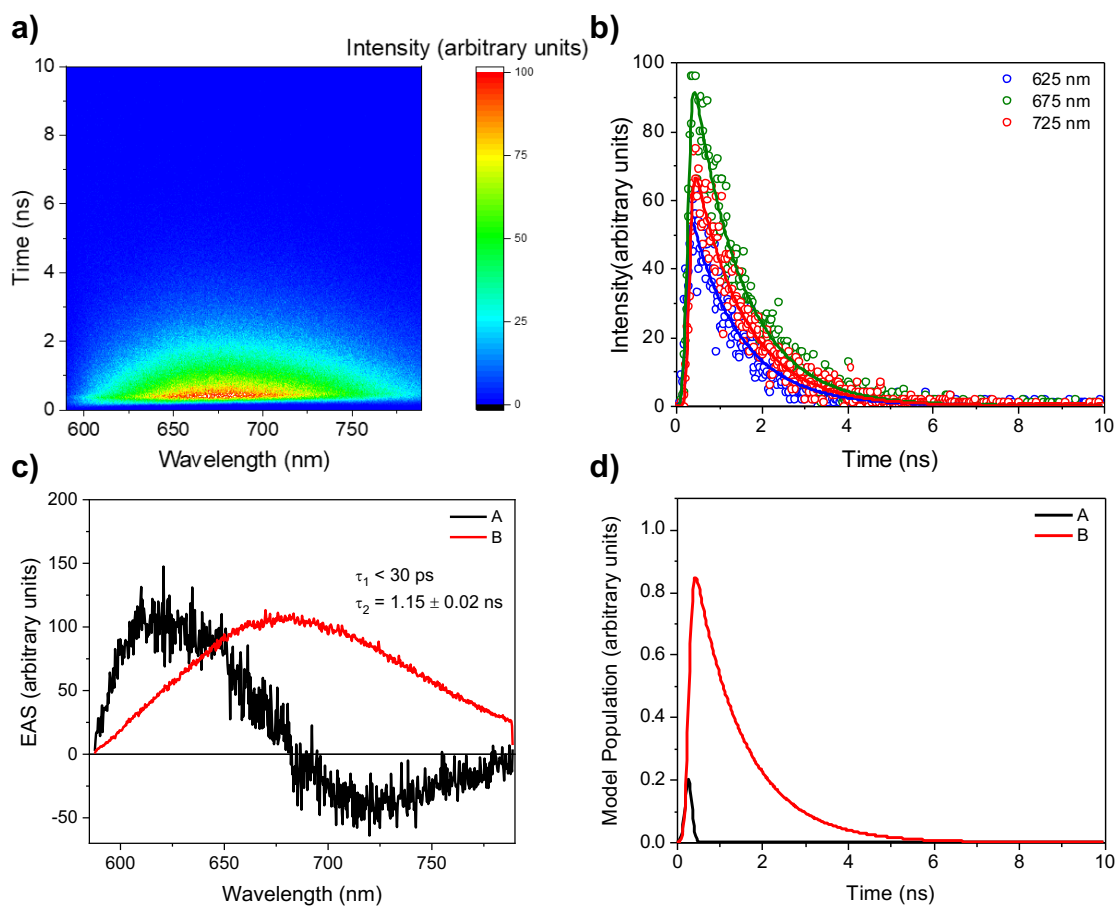 a)
Intensity (arbitrary units)
10
8
6
4
2
0
Time (ns)
600
650
700
750
Wavelength (nm)
100
75
50
25
0
b)
625 nm
675 nm
725 nm
100
80
60
40
20
0
Intensity(arbitrary units)
0
2
4
6
8
10
Time (ns)
c)
200
150
100
50
0
-50
EAS (arbitrary units)
A
B
τ1 < 30 ps
τ2 = 1.15 ± 0.02 ns
600
650
700
750
Wavelength (nm)
d)
A
B
1.0
0.8
0.6
0.4
0.2
0.0
Model Population (arbitrary units)
0
2
4
6
8
10
Time (ns)